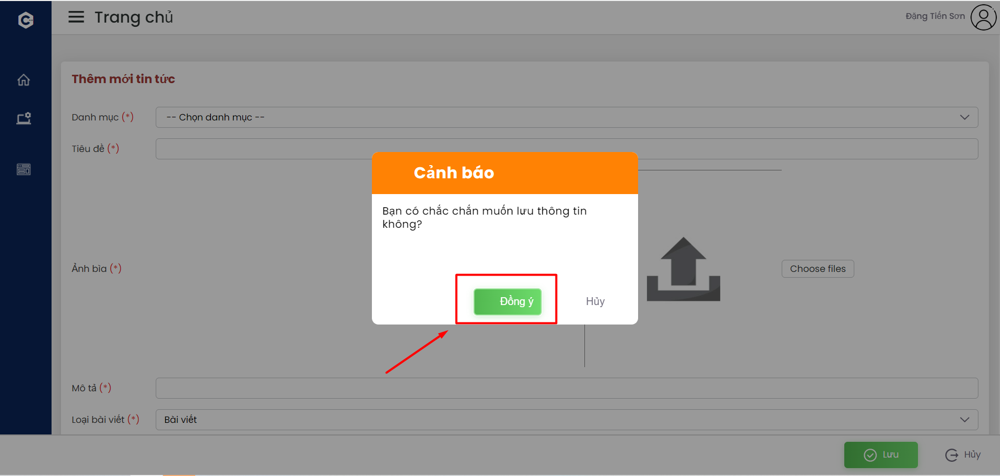 Trang chủ
Đặng Tiến Sơn
Thêm mới tin tức
Danh mục (*)
-- Chọn danh mục --
Tiêu đề (*)
Cảnh báo
Bạn có chắc chắn muốn lưu thông tin
không?
Đồng ý
Hủy
Ảnh bìa (*)
Choose files
Mô tả (*)
Loại bài viết (*)
Bài viết
Lưu
Hủy